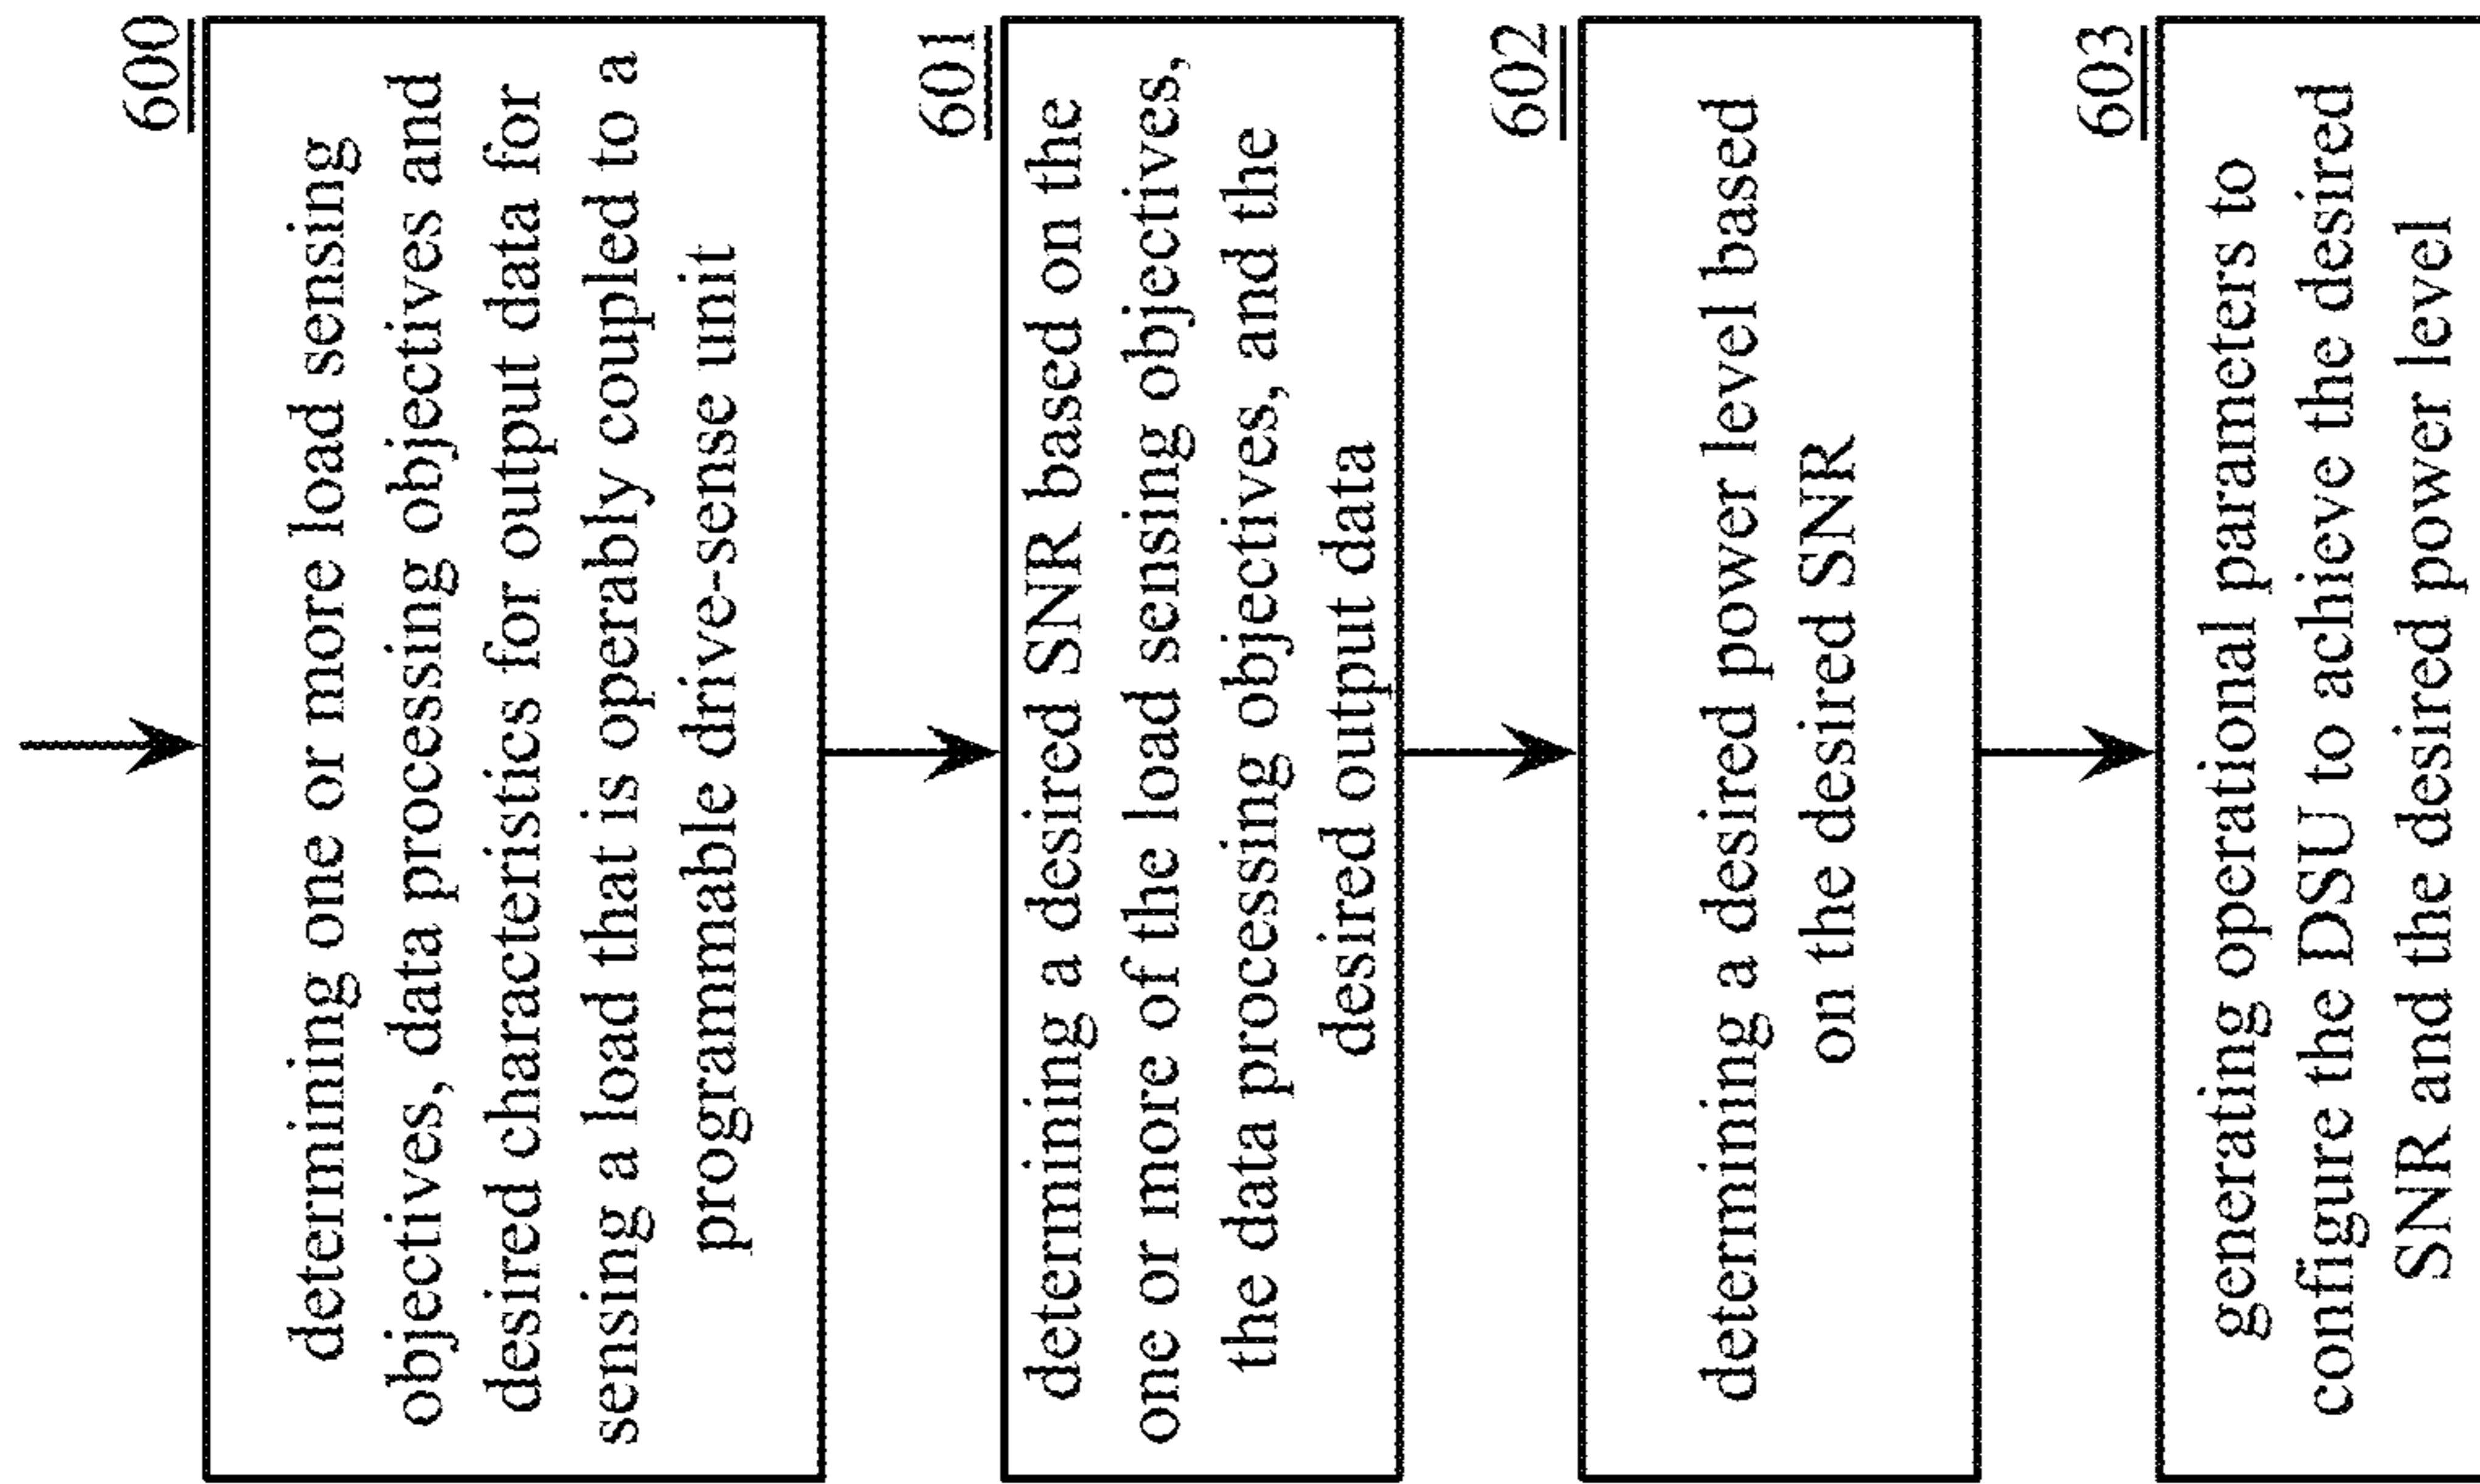 600
determining one or more load sensing
objectives, data processing objectives and
desired characteristics for output data for
sensing a load that is operably coupled to a
programmable drive-sense unit
601
determining a desired SNR based on the
one or more of the load sensing objectives,
the data processing objectives, and the
desired output data
602
determining a desired power level based
on the desired SNR
603
generating operational parameters to
configure the DSU to achieve the desired
SNR and the desired power level